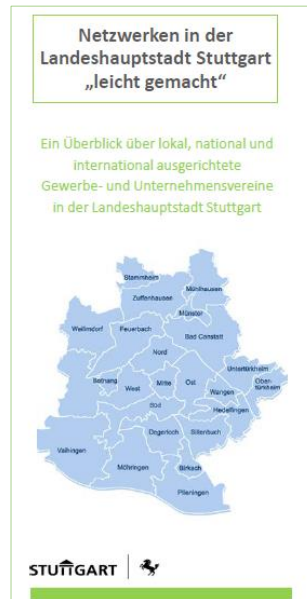 Netzwerken in der
Landeshauptstadt Stuttgart
„leicht gemacht“
Ein Überblick über lokal, national und
international ausgerichtete
Gewerbe- und Unternehmensvereine
in der Landeshauptstadt Stuttgart
Stammheim
Mühlhausen
Zuffenhausen
Münster
Weilimdorf
Feuerbach
Bad Cannstatt
Nord
Untertürkheim
Ober-
türkheim
Botnang
West
Mitte
Ost
Wangen
Hedelfingen
Süd
Degerloch
Sillenbuch
Vaihingen
Möhringen
Birkach
Plieningen
STUTTGART